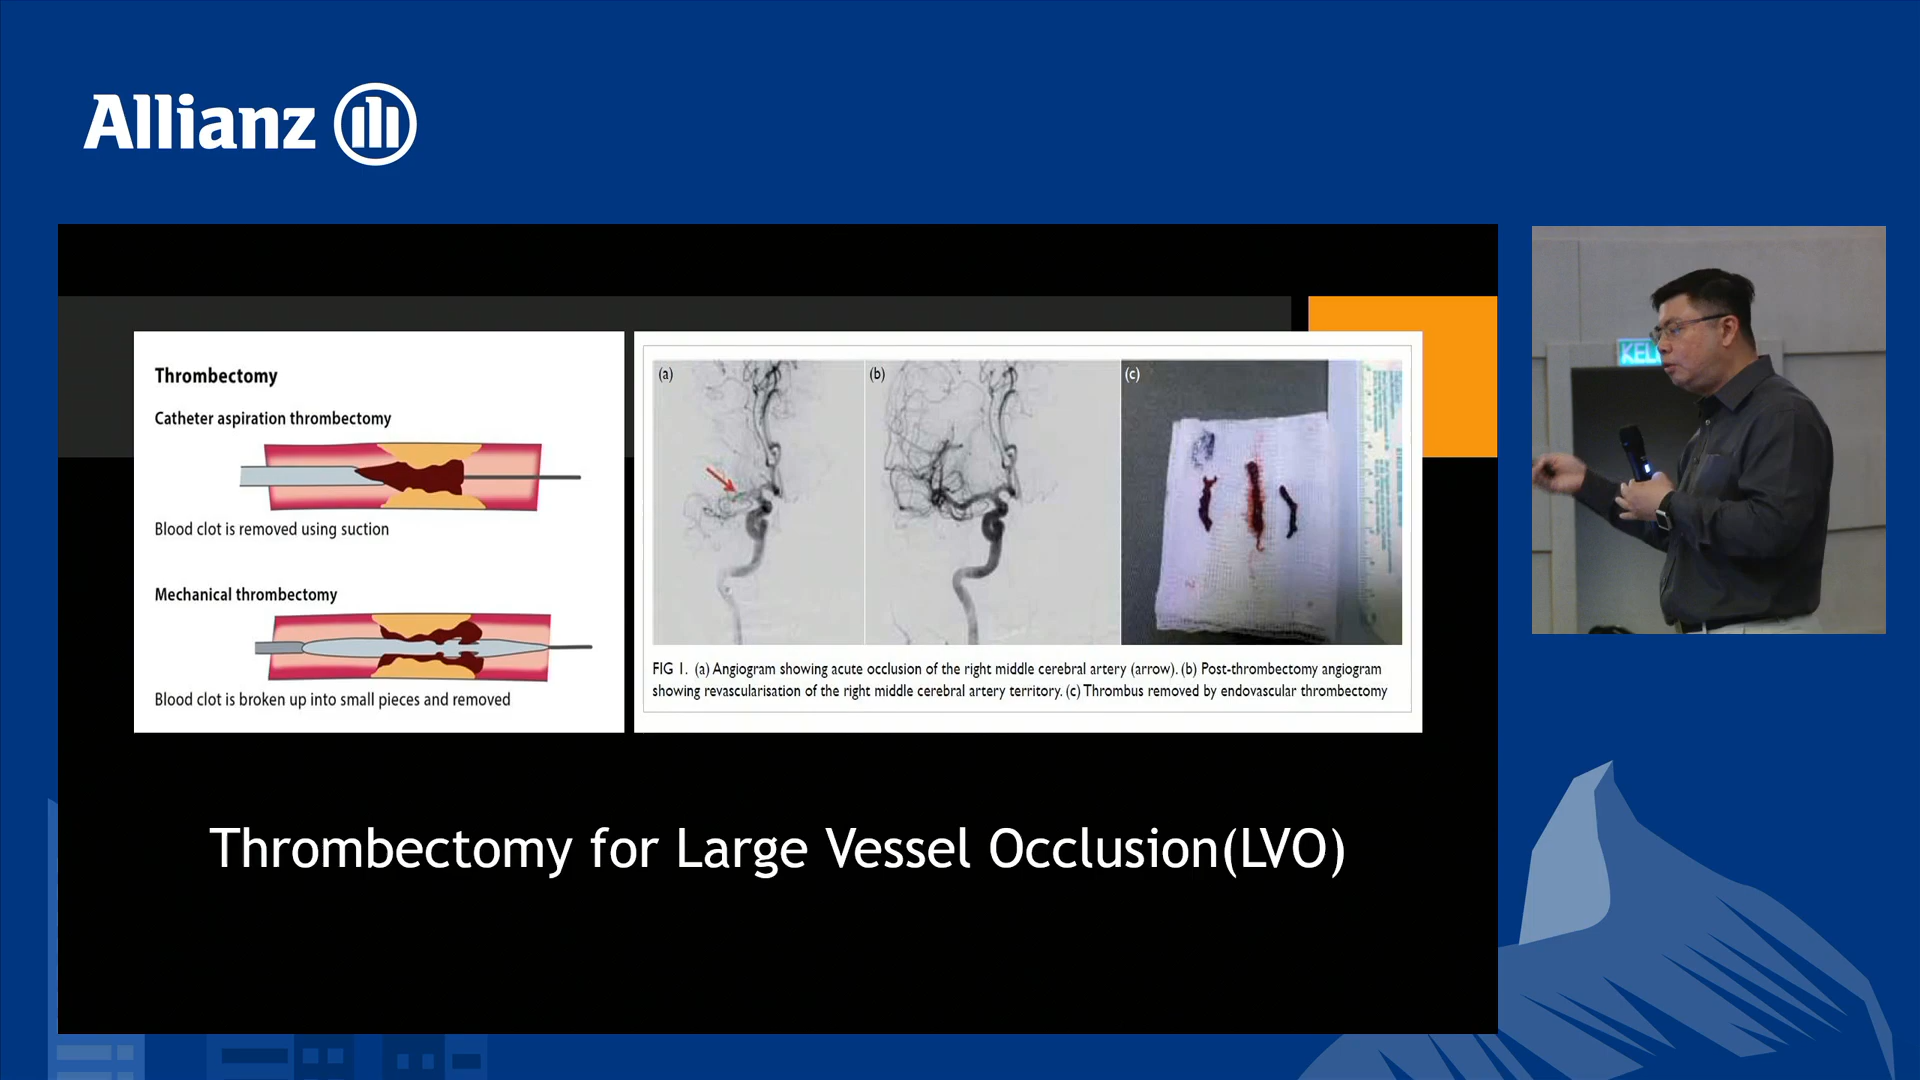 Allianz
Thrombectomy
Catheter aspiration thrombectomy
Blood clot is removed using suction
Mechanical thrombectomy
Blood clot is broken up into small pieces and removed
(a)
(b)
(c)
FIG 1. (a) Angiogram showing acute occlusion of the right middle cerebral artery (arrow). (b) Post-thrombectomy angiogram
showing revascularisation of the right middle cerebral artery territory. (c) Thrombus removed by endovascular thrombectomy
Thrombectomy for Large Vessel Occlusion(LVO)